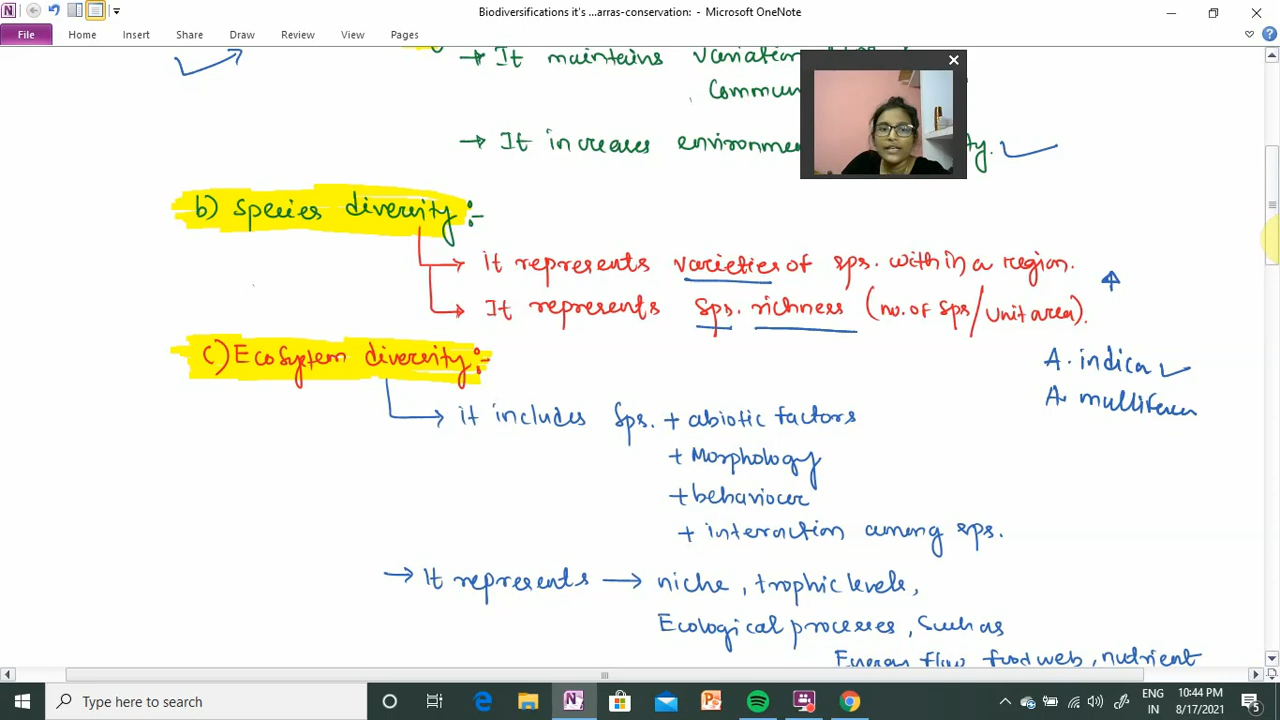 Biodiversifications it's ...arras-conservation: - Microsoft OneNote
File Home Insert Share Draw Review View Pages
→ It maintains variation
→ It increases
b) Species diversity :-
it represents varieties of sps. within a region.
It represents Sps. richness (no. of sps/unit area).
c) Ecosystem diversity :-
A. indica
A.
it includes sps. + abiotic factors
+ Morphology
+ behaviour
+ interaction among sps.
→ It represents → niche, trophic levels,
Ecological processes, such as
Energy flow, food web, nutrient
Type here to search
ENG
IN
10:44 PM
8/17/2021
5